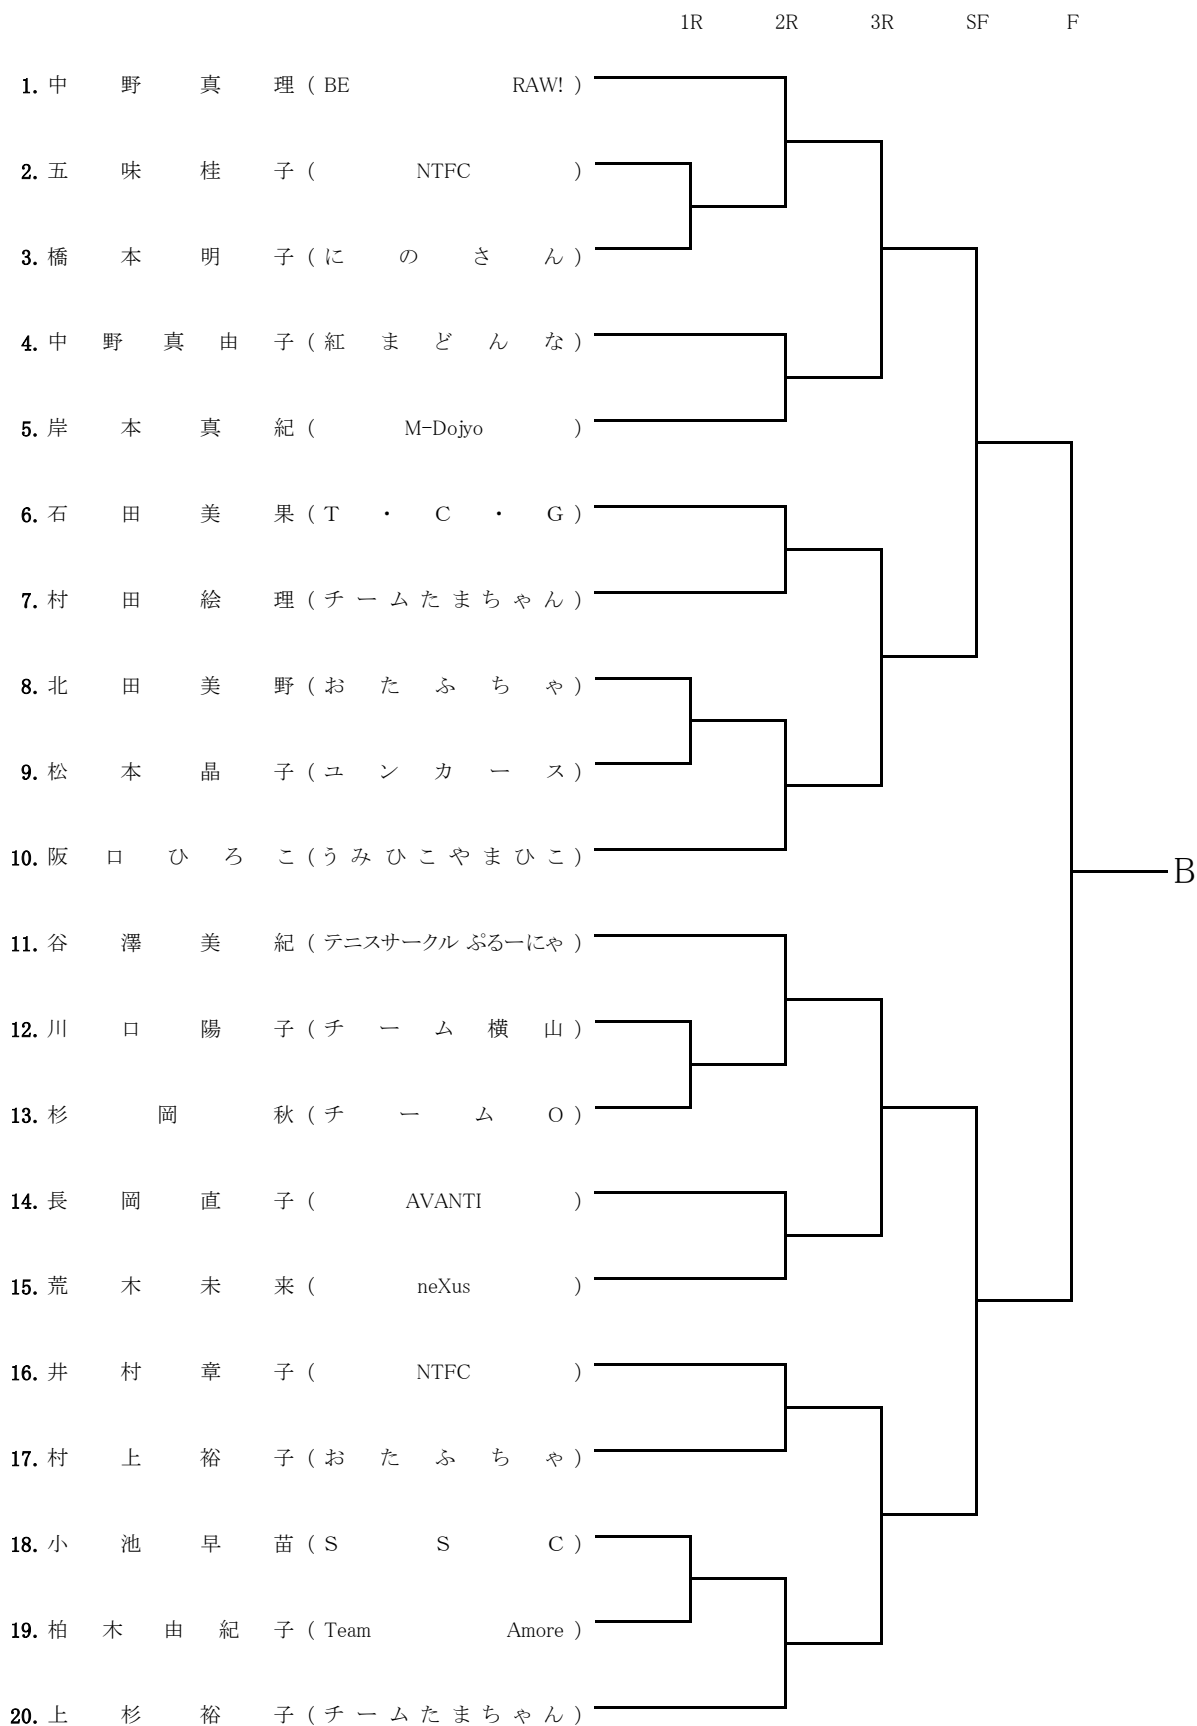 1R 2R 3R SF F
1. 中野真理 ( BE RAW! )
2. 五味桂子 ( NTFC )
3. 橋本明子 ( にのさん )
4. 中野真由子 ( 紅まどんな )
5. 岸本真紀 ( M-Dojyo )
6. 石田美果 ( T・C・G )
7. 村田絵理 ( チームたまちゃん )
8. 北田美野 ( おたふちゃ )
9. 松本晶子 ( ユンカース )
10. 阪口ひろこ ( うみひこやまひこ )
B
11. 谷澤美紀 ( テニスサークル ぷるーにゃ )
12. 川口陽子 ( チーム横山 )
13. 杉岡秋 ( チームO )
14. 長岡直子 ( AVANTI )
15. 荒木未来 ( neXus )
16. 井村章子 ( NTFC )
17. 村上裕子 ( おたふちゃ )
18. 小池早苗 ( SSC )
19. 柏木由紀子 ( Team Amore )
20. 上杉裕子 ( チームたまちゃん )